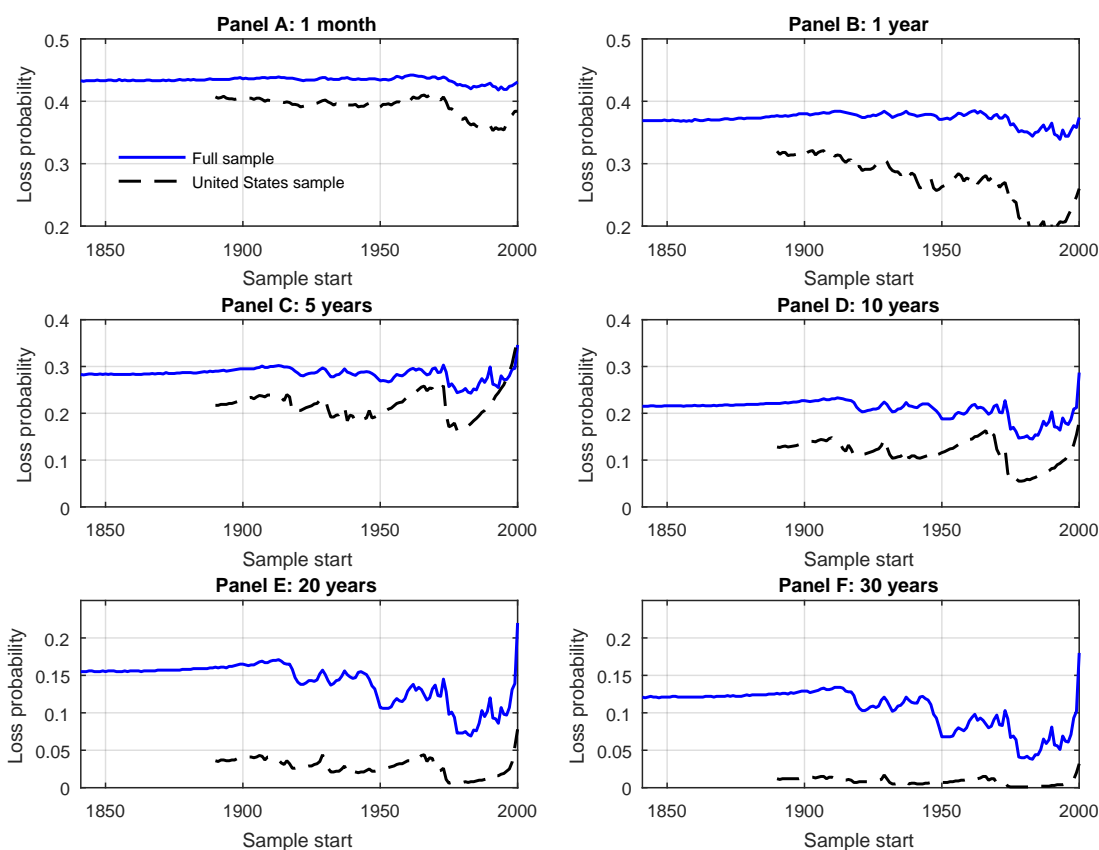 Panel A: 1 month
Loss probability
0.5
0.4
0.3
0.2
Full sample
United States sample
1850
1900
1950
2000
Sample start
Panel B: 1 year
Loss probability
0.5
0.4
0.3
0.2
1850
1900
1950
2000
Sample start
Panel C: 5 years
Loss probability
0.4
0.3
0.2
0.1
0
1850
1900
1950
2000
Sample start
Panel D: 10 years
Loss probability
0.4
0.3
0.2
0.1
0
1850
1900
1950
2000
Sample start
Panel E: 20 years
Loss probability
0.2
0.15
0.1
0.05
0
1850
1900
1950
2000
Sample start
Panel F: 30 years
Loss probability
0.2
0.15
0.1
0.05
0
1850
1900
1950
2000
Sample start